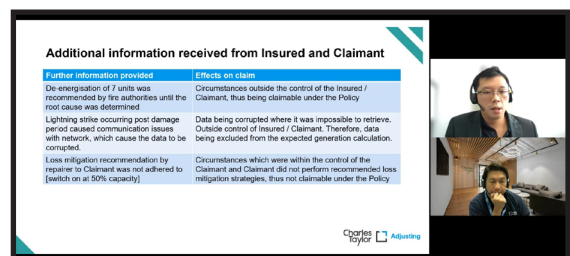 Additional information received from Insured and Claimant
Further information provided
Effects on claim
De-energisation of 7 units was
recommended by fire authorities until the
root cause was determined
Circumstances outside the control of the Insured /
Claimant, thus being claimable under the Policy
Lightning strike occurring post damage
period caused communication issues
with network, which cause the data to be
corrupted.
Data being corrupted where it was impossible to retrieve.
Outside control of Insured / Claimant. Therefore, data
being excluded from the expected generation calculation.
Loss mitigation recommendation by
repairer to Claimant was not adhered to
[switch on at 50% capacity]
Circumstances which were within the control of the
Claimant and Claimant did not perform recommended loss
mitigation strategies, thus not claimable under the Policy
Charles
Taylor
Adjusting